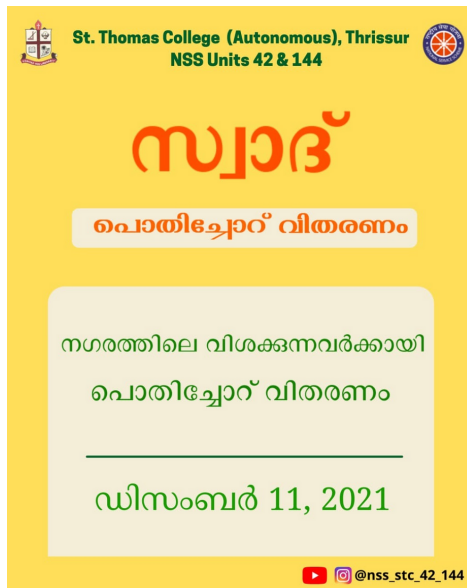 St. Thomas College (Autonomous), Thrissur
NSS Units 42 & 144
സ്വാദ്
പൊതിച്ചോറ് വിതരണം
നഗരത്തിലെ വിശക്കുന്നവർക്കായി
പൊതിച്ചോറ് വിതരണം
ഡിസംബർ 11, 2021
@nss_stc_42_144